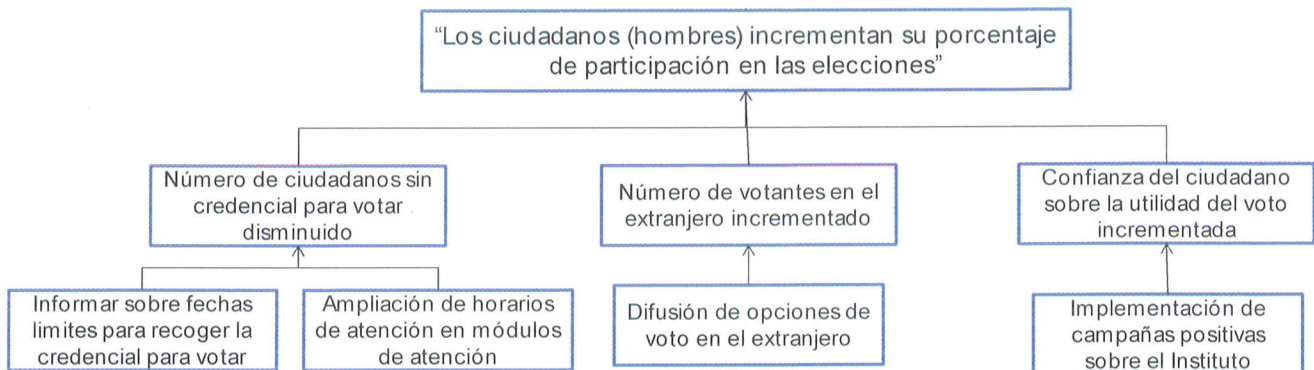 “Los ciudadanos (hombres) incrementan su porcentaje
de participación en las elecciones”
Número de ciudadanos sin
credencial para votar
disminuido
Número de votantes en el
extranjero incrementado
Confianza del ciudadano
sobre la utilidad del voto
incrementada
Informar sobre fechas
limites para recoger la
credencial para votar
Ampliación de horarios
de atención en módulos
de atención
Difusión de opciones de
voto en el extranjero
Implementación de
campañas positivas
sobre el Instituto